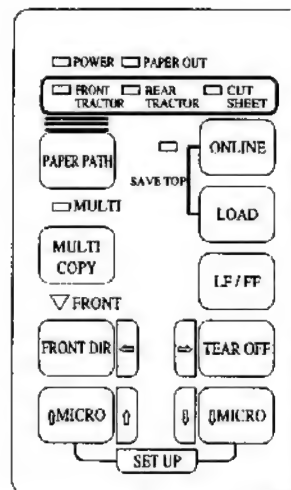 POWER PAPER OUT
FRONT TRACTOR REAR TRACTOR CUT SHEET
PAPER PATH
ONLINE
SAVE TOP
LOAD
MULTI
MULTI COPY
LF / FF
▽ FRONT
FRONT DIR ⇦ ⇨ TEAR OFF
⇧MICRO ⇧ ⇩ ⇩MICRO
SET UP